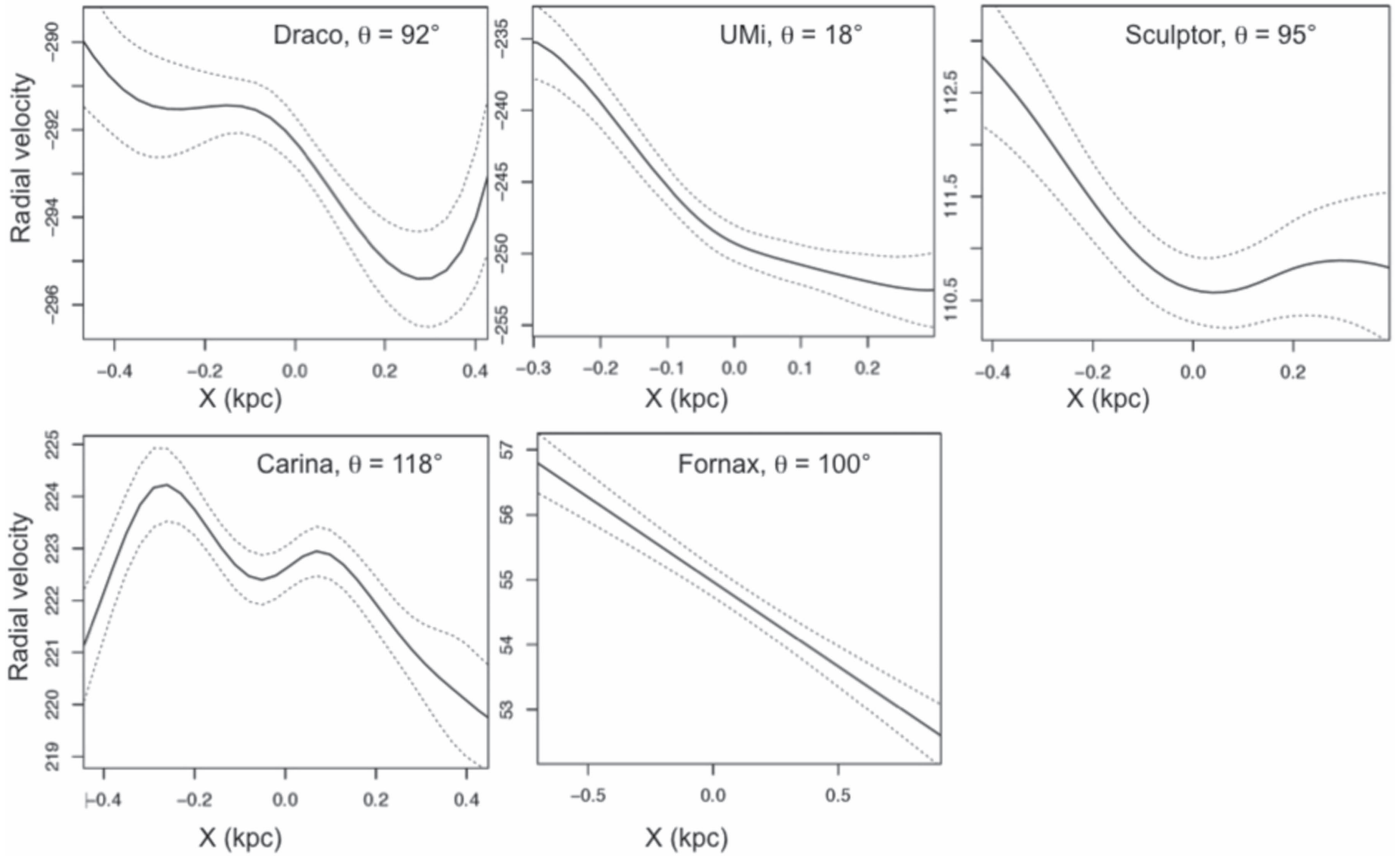 Draco, θ = 92°
Radial velocity
−290
−292
−294
−296
−0.4 −0.2 0.0 0.2 0.4
X (kpc)
UMi, θ = 18°
−235
−240
−245
−250
−255
−0.3 −0.2 −0.1 0.0 0.1 0.2
X (kpc)
Sculptor, θ = 95°
112.5
111.5
110.5
−0.4 −0.2 0.0 0.2
X (kpc)
Carina, θ = 118°
Radial velocity
225
224
223
222
221
220
219
−0.4 −0.2 0.0 0.2 0.4
X (kpc)
Fornax, θ = 100°
57
56
55
54
53
−0.5 0.0 0.5
X (kpc)